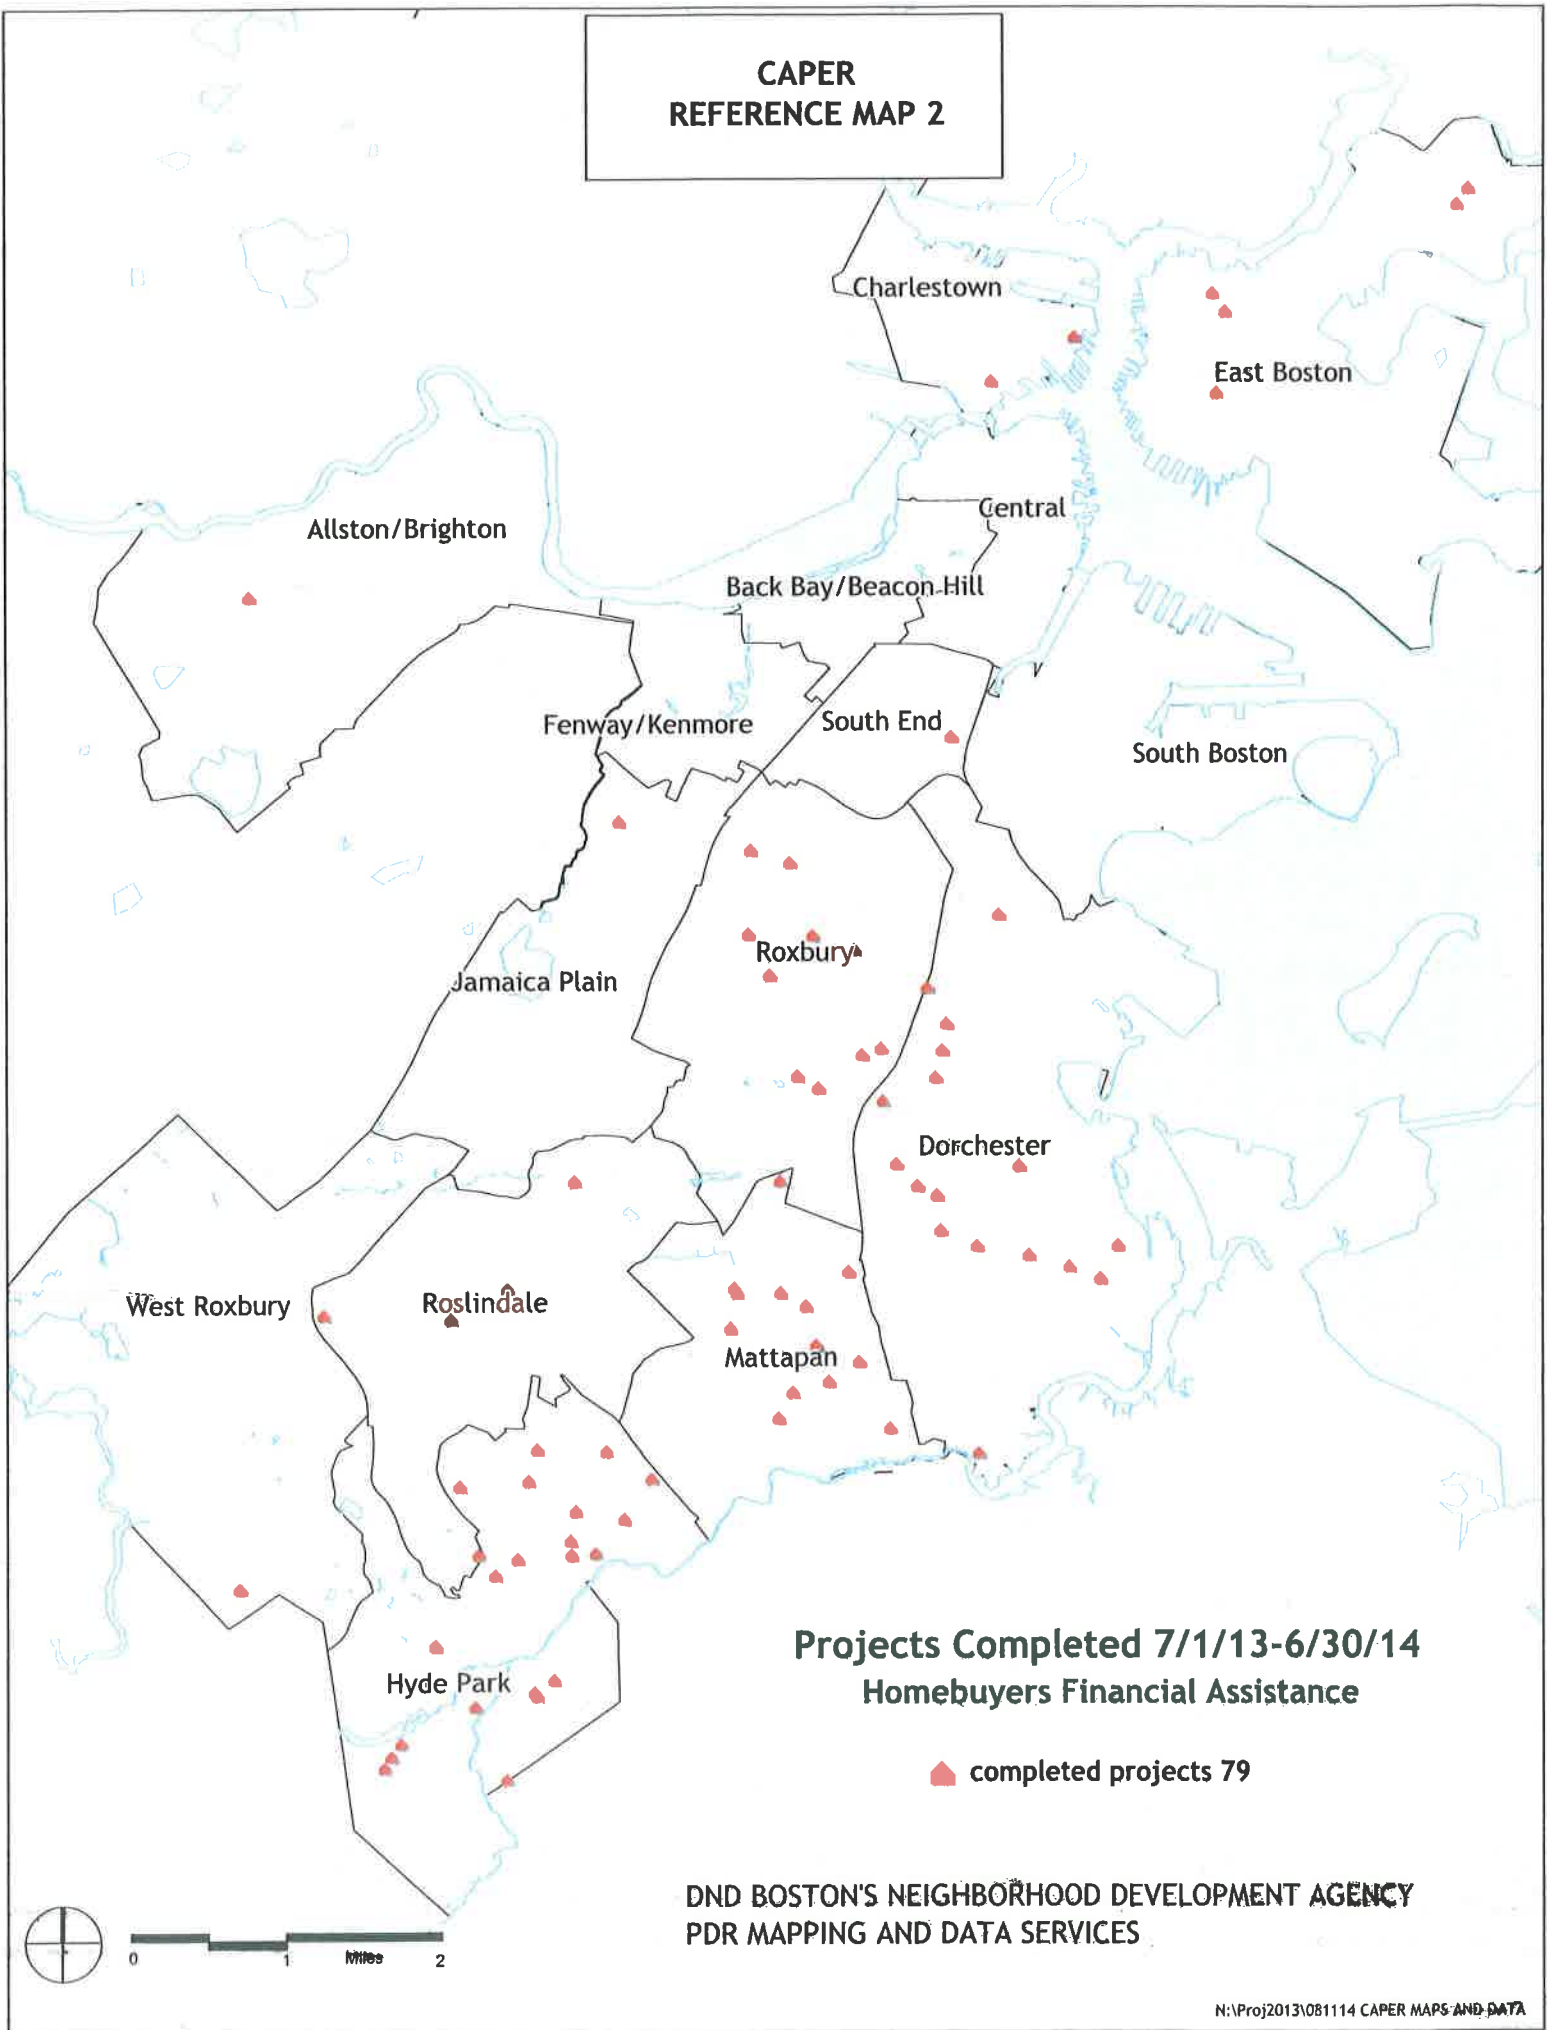 CAPER
REFERENCE MAP 2
Charlestown
East Boston
Central
Allston/Brighton
Back Bay/Beacon Hill
Fenway/Kenmore
South End
South Boston
Roxbury
Jamaica Plain
Dorchester
West Roxbury
Roslindale
Mattapan
Projects Completed 7/1/13-6/30/14
Homebuyers Financial Assistance
Hyde Park
completed projects 79
DND BOSTON'S NEIGHBORHOOD DEVELOPMENT AGENCY
PDR MAPPING AND DATA SERVICES
0 1 Miles 2
N:\Proj2013\081114 CAPER MAPS AND DATA